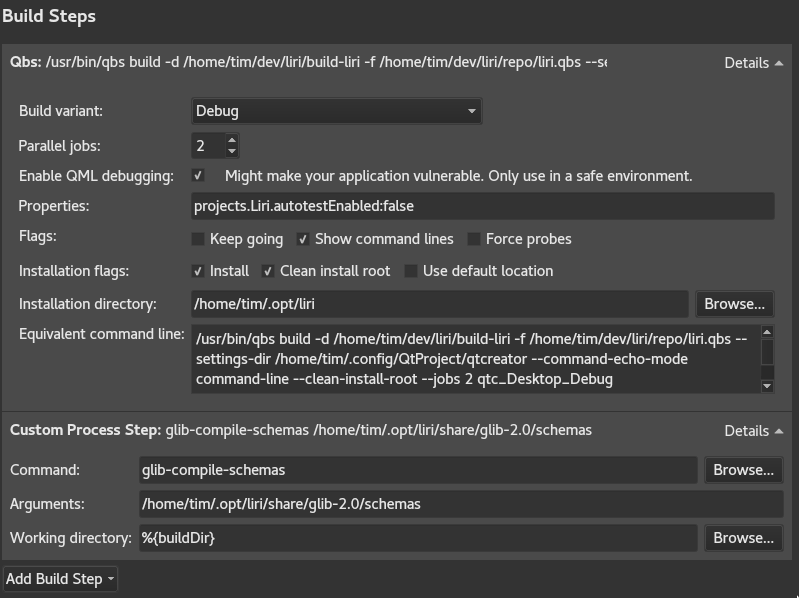 Build Steps
Qbs: /usr/bin/qbs build -d /home/tim/dev/liri/build-liri -f /home/tim/dev/liri/repo/liri.qbs --se
Details
Build variant: Debug
Parallel jobs: 2
Enable QML debugging: Might make your application vulnerable. Only use in a safe environment.
Properties: projects.Liri.autotestEnabled:false
Flags: Keep going Show command lines Force probes
Installation flags: Install Clean install root Use default location
Installation directory: /home/tim/.opt/liri Browse...
Equivalent command line: /usr/bin/qbs build -d /home/tim/dev/liri/build-liri -f /home/tim/dev/liri/repo/liri.qbs --
settings-dir /home/tim/.config/QtProject/qtcreator --command-echo-mode
command-line --clean-install-root --jobs 2 qtc_Desktop_Debug
Custom Process Step: glib-compile-schemas /home/tim/.opt/liri/share/glib-2.0/schemas
Details
Command: glib-compile-schemas Browse...
Arguments: /home/tim/.opt/liri/share/glib-2.0/schemas
Working directory: %{buildDir} Browse...
Add Build Step